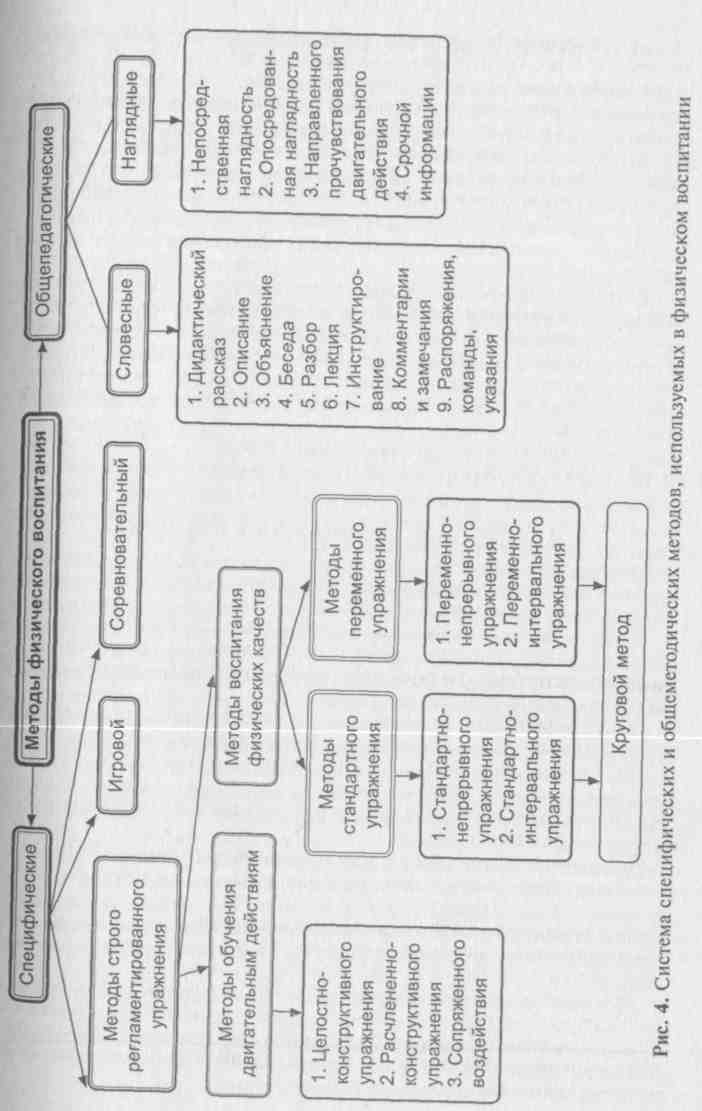 Методы физического воспитания
Специфические
Общепедагогические
Методы строго
регламентированного
упражнения
Игровой
Соревновательный
Словесные
Наглядные
Методы обучения
двигательным действиям
Методы воспитания
физических качеств
1. Дидактический
рассказ
2. Описание
3. Объяснение
4. Беседа
5. Разбор
6. Лекция
7. Инструктиро-
вание
8. Комментарии
и замечания
9. Распоряжения,
команды,
указания
1. Непосред-
ственная
наглядность
2. Опосредован-
ная наглядность
3. Направленного
прочувствования
двигательного
действия
4. Срочной
информации
1. Целостно-
конструктивного
упражнения
2. Расчлененно-
конструктивного
упражнения
3. Сопряженного
воздействия
Методы
стандартного
упражнения
Методы
переменного
упражнения
1. Стандартно-
непрерывного
упражнения
2. Стандартно-
интервального
упражнения
1. Переменно-
непрерывного
упражнения
2. Переменно-
интервального
упражнения
Круговой метод
Рис. 4. Система специфических и общеметодических методов, используемых в физическом воспитании